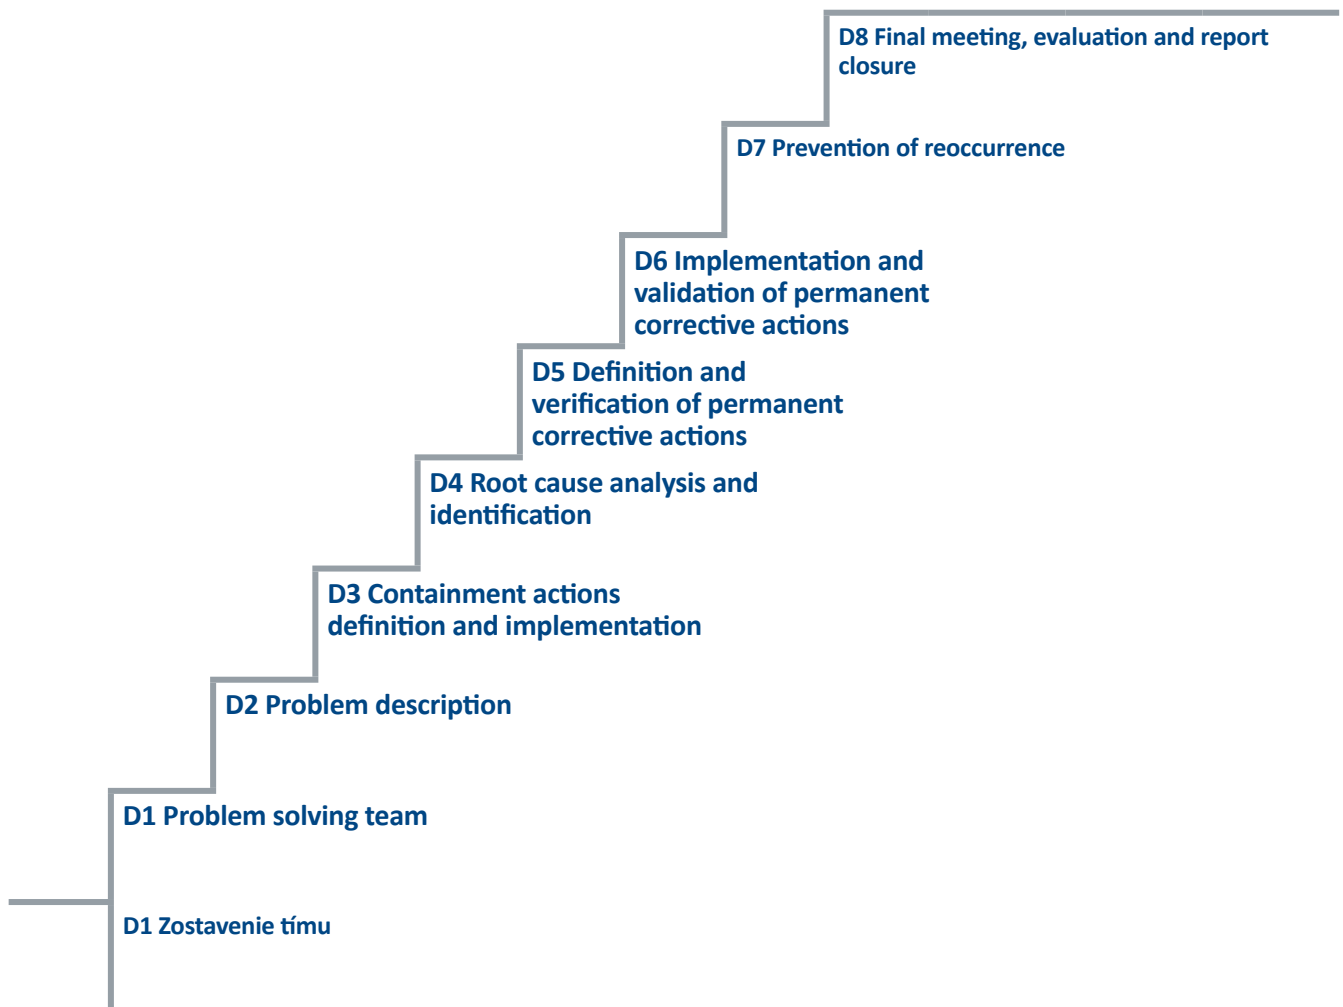 D8 Final meeting, evaluation and report
closure
D7 Prevention of reoccurrence
D6 Implementation and
validation of permanent
corrective actions
D5 Definition and
verification of permanent
corrective actions
D4 Root cause analysis and
identification
D3 Containment actions
definition and implementation
D2 Problem description
D1 Problem solving team
D1 Zostavenie tímu